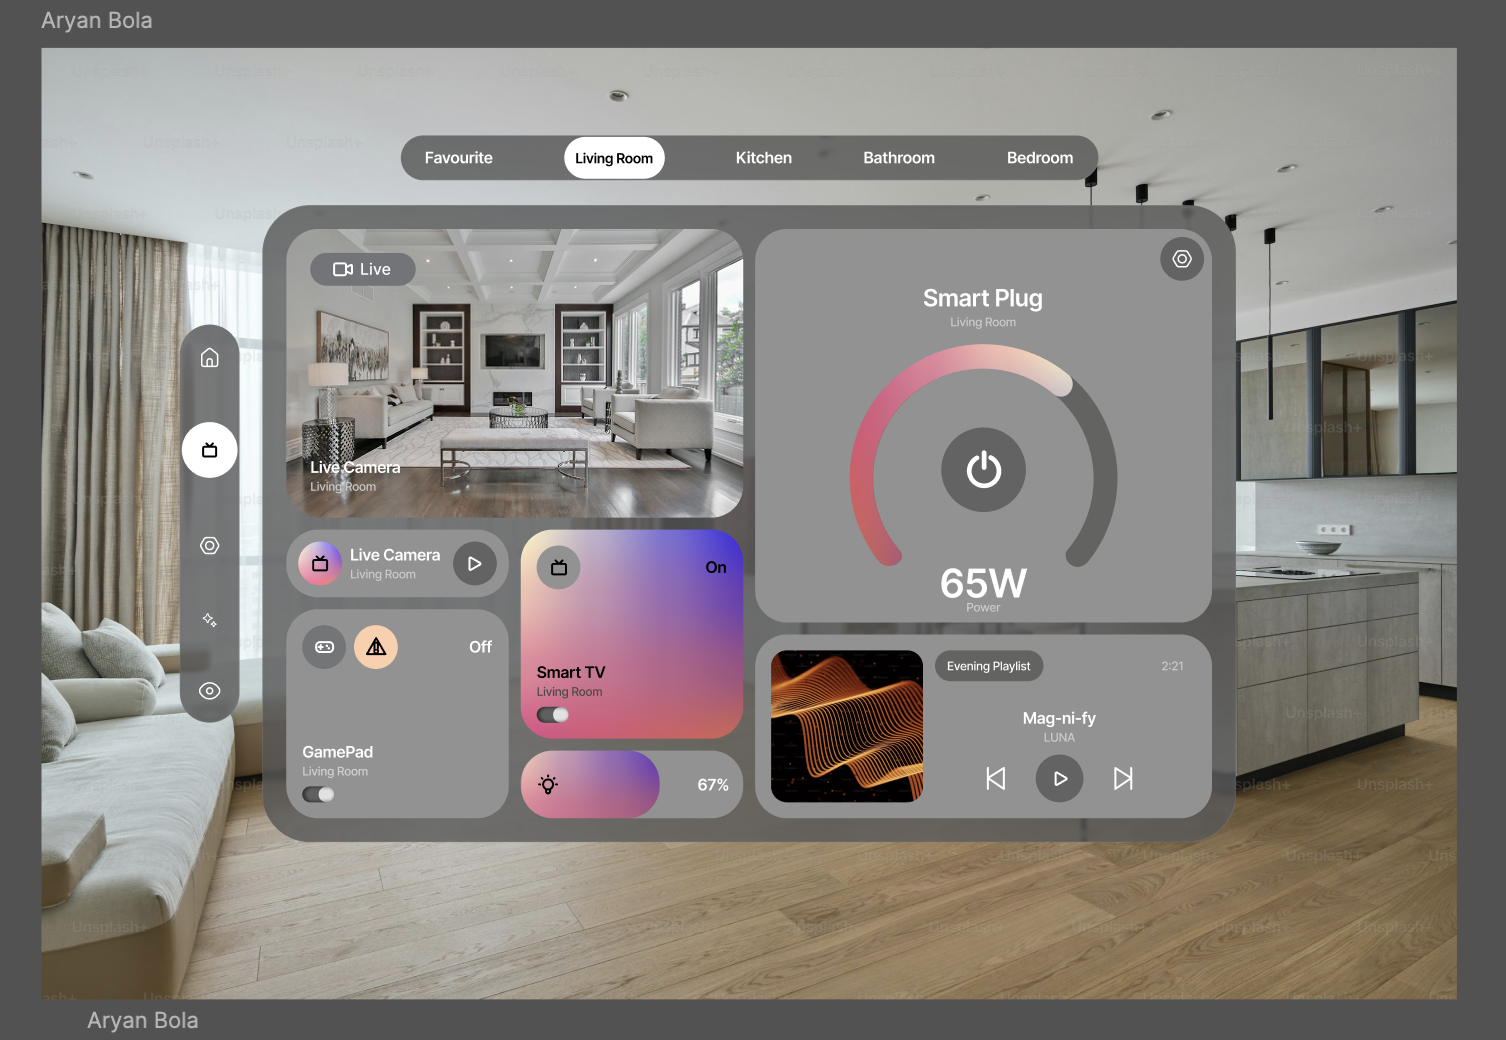 Aryan Bola
Favourite
Living Room
Kitchen
Bathroom
Bedroom
Live
Live Camera
Living Room
Smart Plug
Living Room
65W
Power
Live Camera
Living Room
On
Smart TV
Living Room
Off
GamePad
Living Room
67%
Evening Playlist
2:21
Mag-ni-fy
LUNA
Unsplash+
Aryan Bola